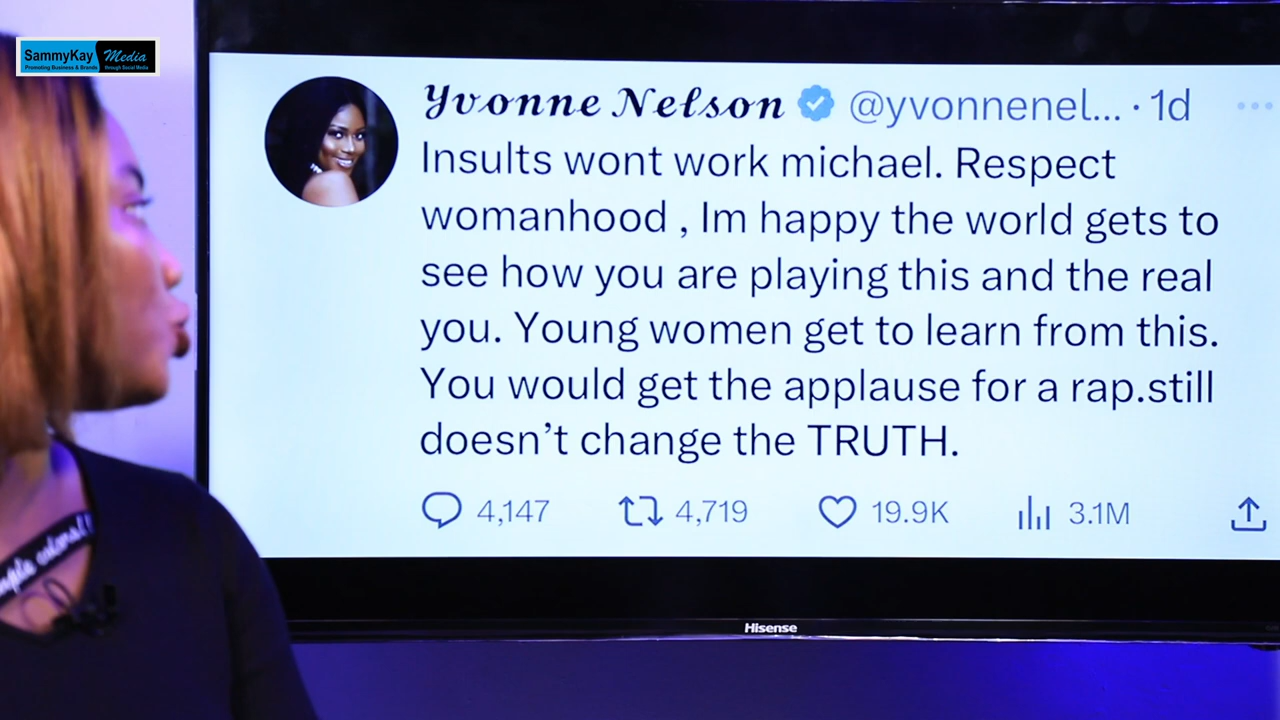 SammyKay Media
Promoting Business & Brands through Social Media
Yvonne Nelson @yvonnenel... · 1d
Insults wont work michael. Respect
womanhood , Im happy the world gets to
see how you are playing this and the real
you. Young women get to learn from this.
You would get the applause for a rap.still
doesn’t change the TRUTH.
4,147 4,719 19.9K 3.1M
Hisense